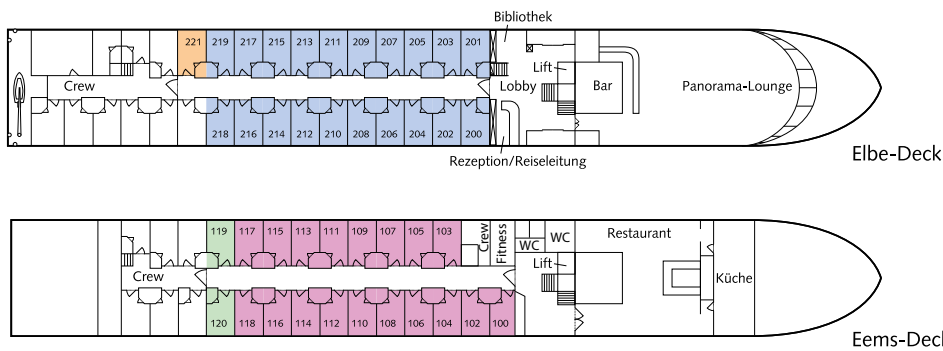 Bibliothek
221 219 217 215 213 211 209 207 205 203 201
Crew
Lobby
Lift
Bar
Panorama-Lounge
218 216 214 212 210 208 206 204 202 200
Rezeption/Reiseleitung
Elbe-Deck
119 117 115 113 111 109 107 105 103
Crew
Fitness
WC
WC
Restaurant
Crew
Lift
Küche
120 118 116 114 112 110 108 106 104 102 100
Eems-Deck